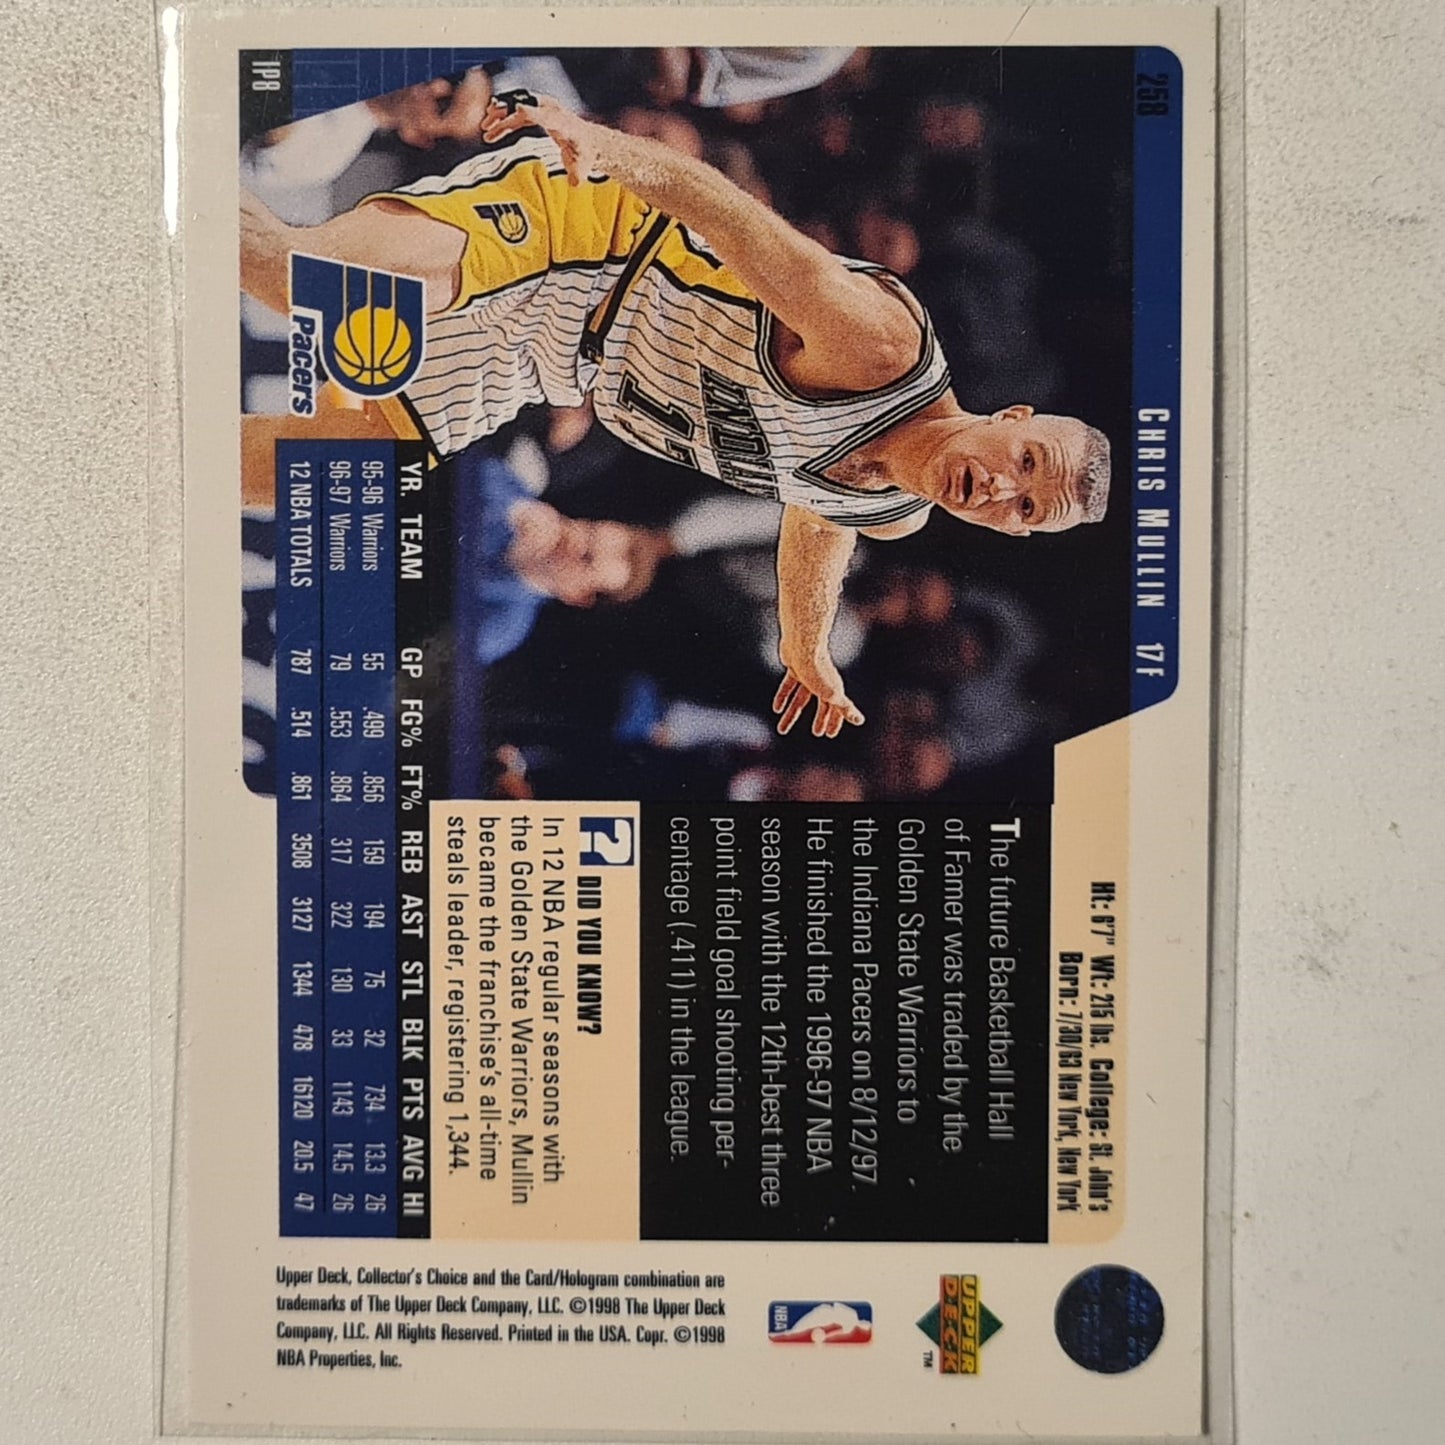 258
CHRIS MULLIN 17 F
Ht: 6'7" Wt: 215 lbs. College: St. John's
Born: 7/30/63 New York, New York
INDIANA
17
The future Basketball Hall
of Famer was traded by the
Golden State Warriors to
the Indiana Pacers on 8/12/97.
He finished the 1996-97 NBA
season with the 12th-best three
point field goal shooting per-
centage (.411) in the league.
? DID YOU KNOW?
In 12 NBA regular seasons with
the Golden State Warriors, Mullin
became the franchise's all-time
steals leader, registering 1,344.
Pacers
YR. TEAM GP FG% FT% REB AST STL BLK PTS AVG HI
95-96 Warriors 55 .499 .856 159 194 75 32 734 13.3 26
96-97 Warriors 79 .553 .864 317 322 130 33 1143 14.5 26
12 NBA TOTALS 787 .514 .861 3508 3127 1344 478 16120 20.5 47
IP8
UPPER
DECK
TM
NBA
Upper Deck, Collector's Choice and the Card/Hologram combination are
trademarks of The Upper Deck Company, LLC. ©1998 The Upper Deck
Company, LLC. All Rights Reserved. Printed in the USA. Copr. ©1998
NBA Properties, Inc.